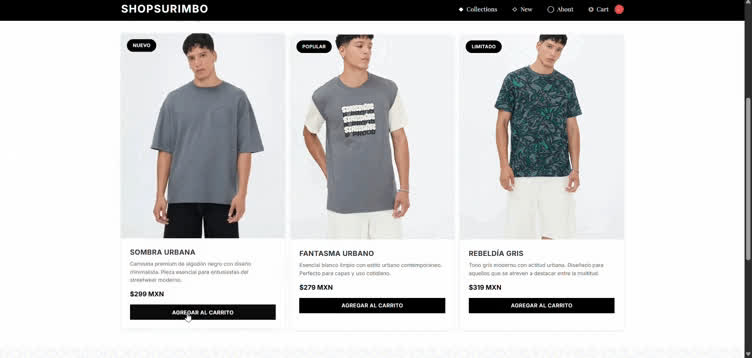 SHOPSURIMBO
Collections
New
About
Cart
NUEVO
POPULAR
LIMITADO
SOMBRA URBANA
Camiseta premium de algodón negro con diseño
minimalista. Pieza esencial para entusiastas del
streetwear moderno.
$299 MXN
AGREGAR AL CARRITO
FANTASMA URBANO
Esencial blanco limpio con estilo urbano contemporáneo.
Perfecto para capas y uso cotidiano.
$279 MXN
AGREGAR AL CARRITO
REBELDÍA GRIS
Tono gris moderno con actitud urbana. Diseñado para
aquellos que se atreven a destacar entre la multitud.
$319 MXN
AGREGAR AL CARRITO